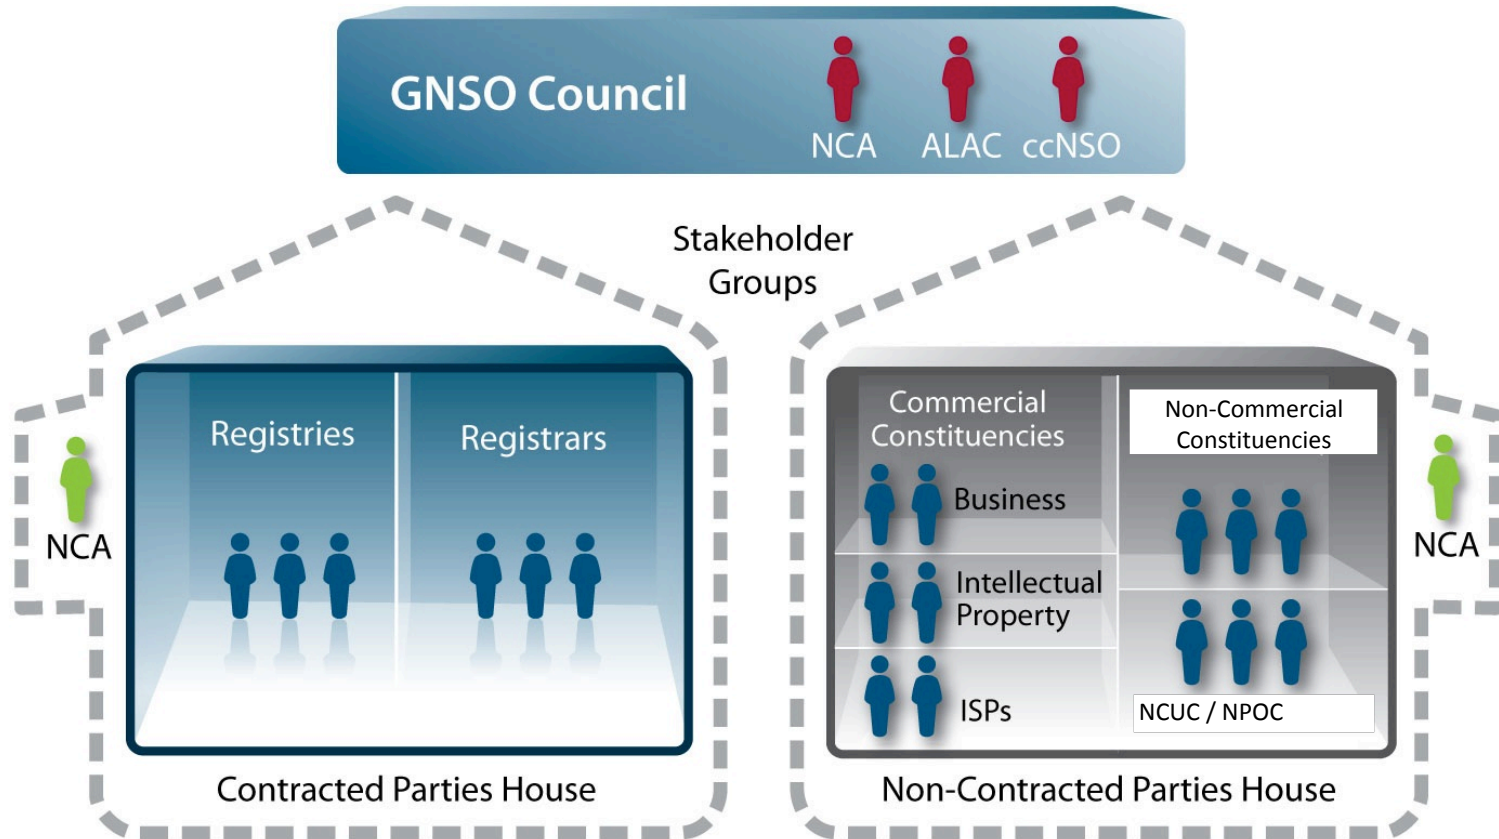 GNSO Council
NCA
ALAC
ccNSO
Stakeholder
Groups
Registries
Registrars
NCA
Contracted Parties House
Commercial
Constituencies
Business
Intellectual
Property
ISPs
Non-Commercial
Constituencies
NCUC / NPOC
NCA
Non-Contracted Parties House